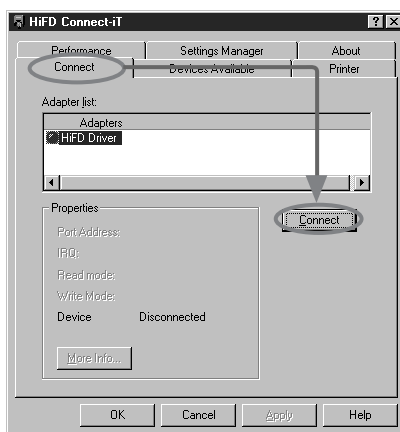 HiFD Connect-iT
Performance Settings Manager About
Connect Devices Available Printer
Adapter list:
Adapters
HiFD Driver
Properties
Connect
Port Address:
IRQ:
Read mode:
Write Mode:
Device Disconnected
More Info...
OK Cancel Apply Help